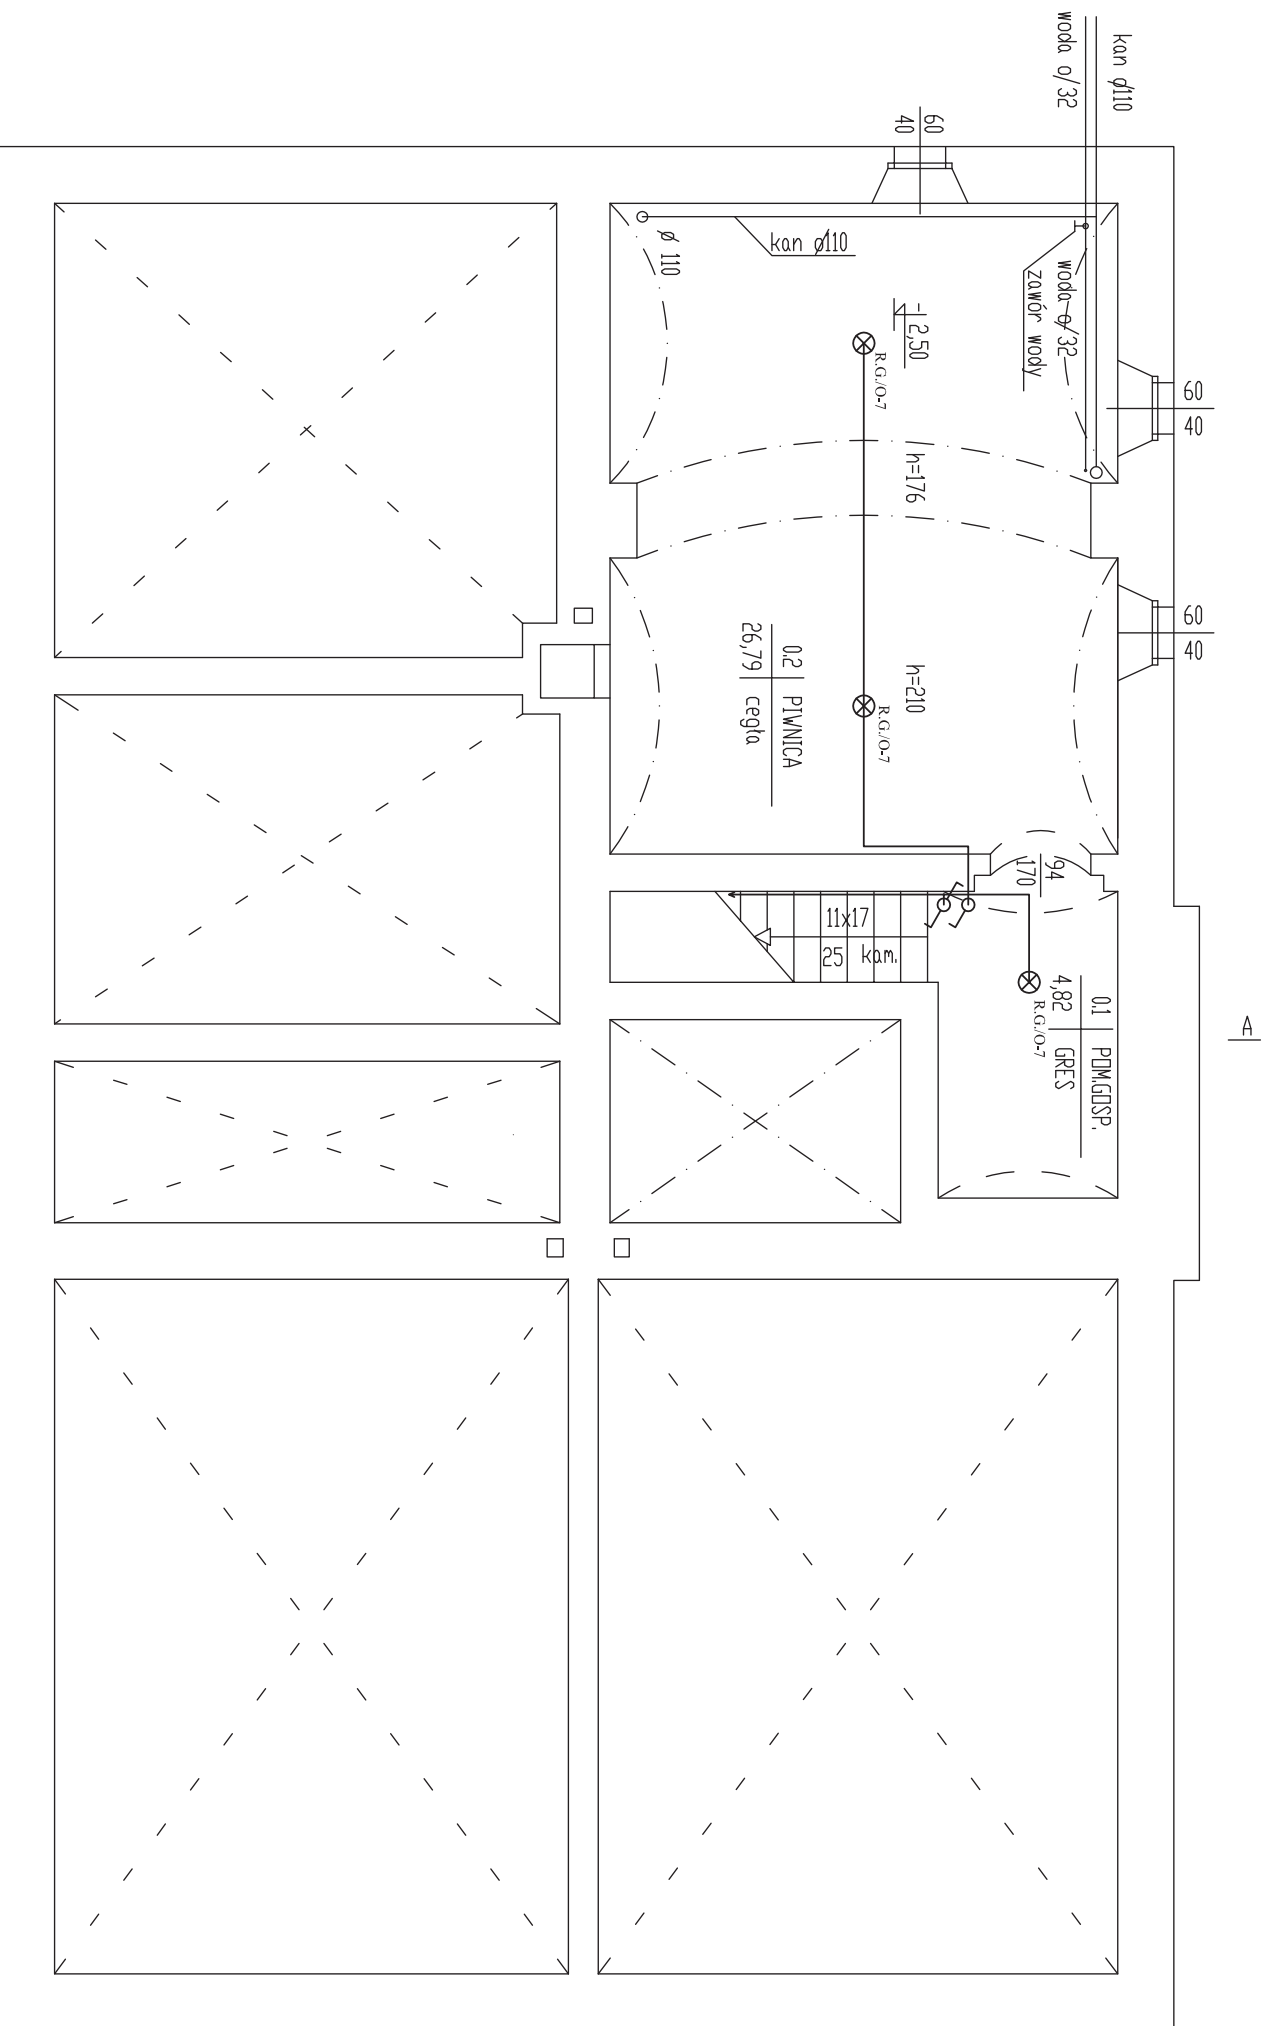 kan ø110
woda o/32
60
40
kan ø110
Ø 110
woda o/32
zawór wody
- 2,50
R.G./O-7
60
40
h=176
60
40
h=210
R.G./O-7
0.2 PIWNICA
26,79 cegła
94
170
11x17
25 kam.
0.1 POM.GOSP.
4,82 GRES
R.G./O-7
A